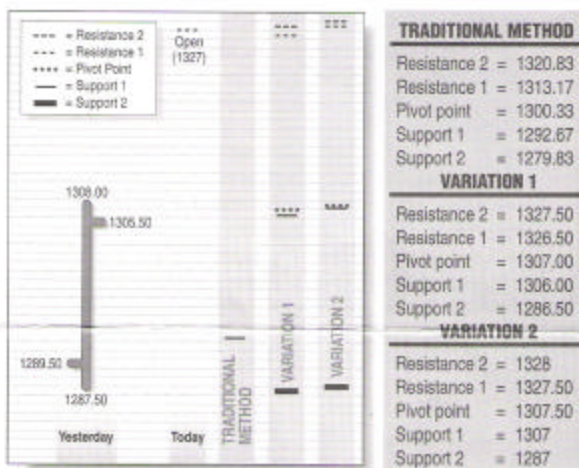 = Resistance 2
= Resistance 1
= Pivot Point
= Support 1
= Support 2
Open
(1327)
1308.00
1305.50
1289.50
1287.50
Yesterday
Today
TRADITIONAL
METHOD
VARIATION 1
VARIATION 2
TRADITIONAL METHOD
Resistance 2 = 1320.83
Resistance 1 = 1313.17
Pivot point = 1300.33
Support 1 = 1292.67
Support 2 = 1279.83
VARIATION 1
Resistance 2 = 1327.50
Resistance 1 = 1326.50
Pivot point = 1307.00
Support 1 = 1306.00
Support 2 = 1286.50
VARIATION 2
Resistance 2 = 1328
Resistance 1 = 1327.50
Pivot point = 1307.50
Support 1 = 1307
Support 2 = 1287